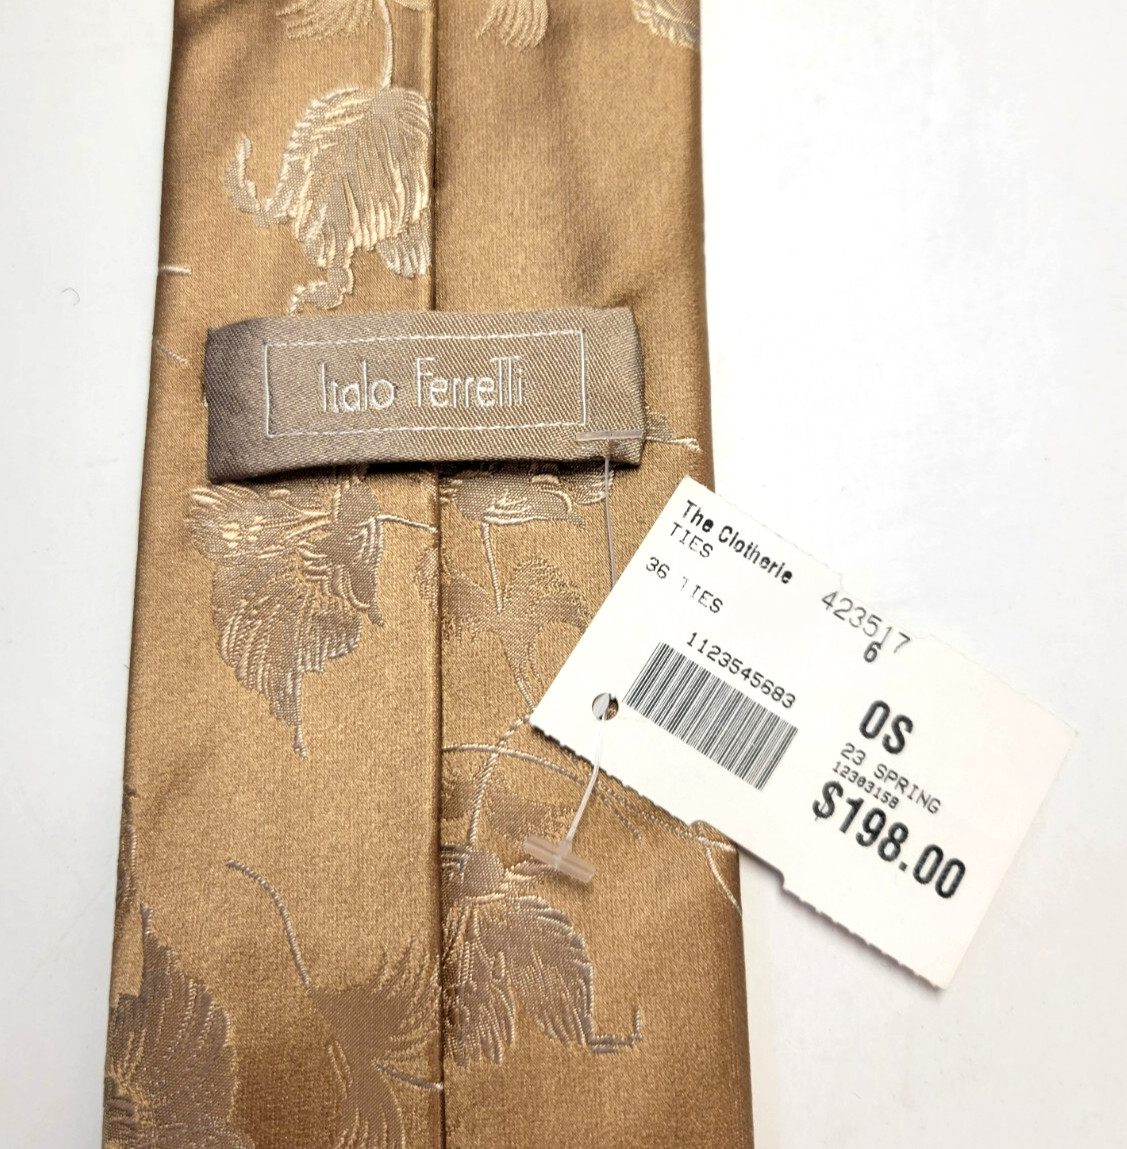 Italo Ferretti
The Clotherie
TIES
423517
36 TIES
6
1123545683
OS
23 SPRING
12303158
$198.00